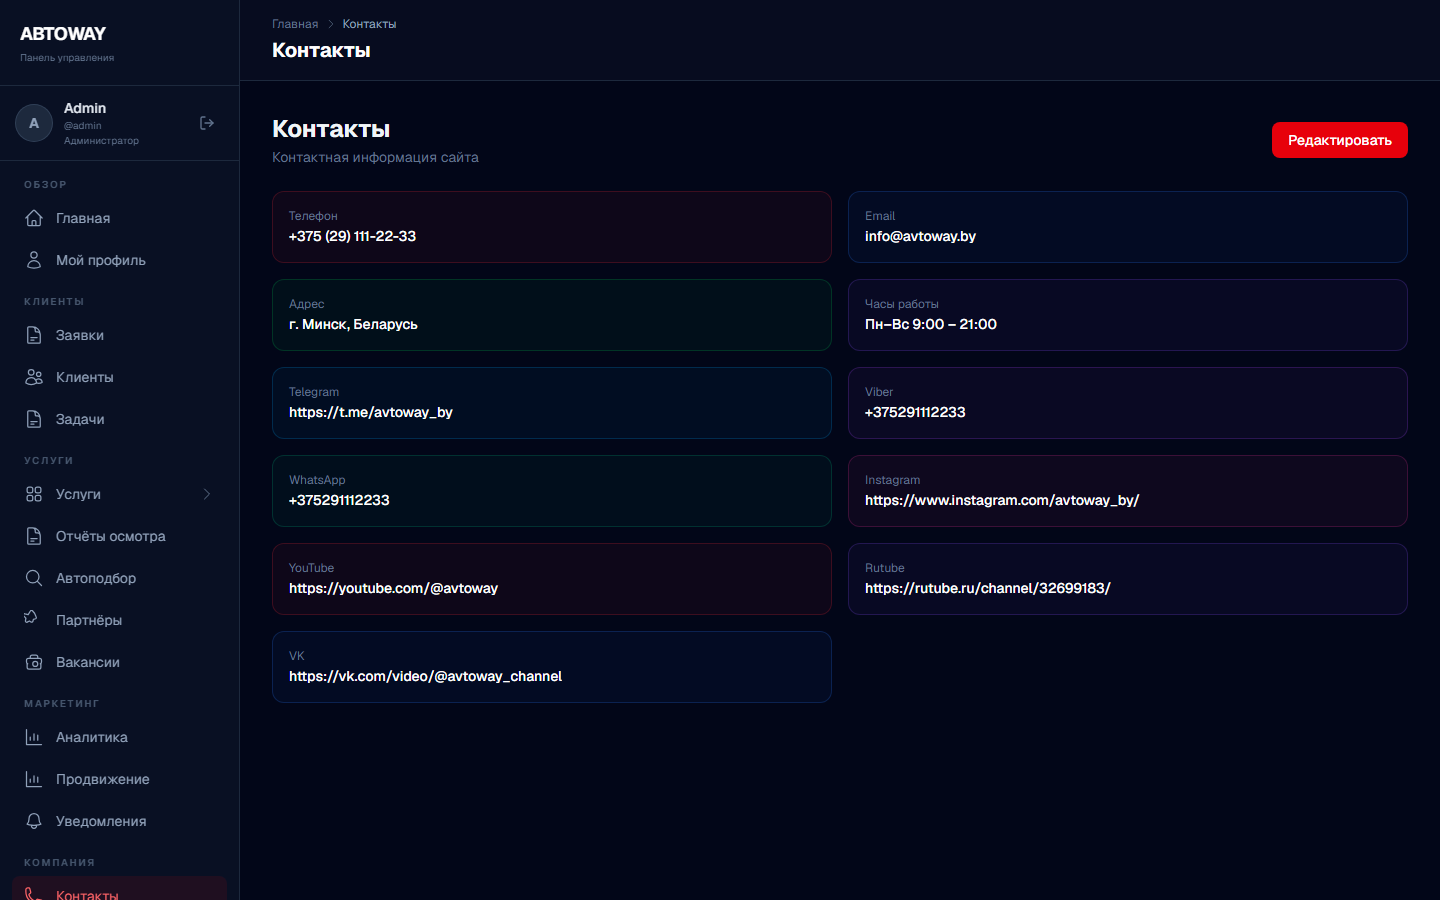 АВТОWAY
Панель управления
A
Admin
@admin
Администратор
ОБЗОР
Главная
Мой профиль
КЛИЕНТЫ
Заявки
Клиенты
Задачи
УСЛУГИ
Услуги
Отчёты осмотра
Автоподбор
Партнёры
Вакансии
МАРКЕТИНГ
Аналитика
Продвижение
Уведомления
КОМПАНИЯ
Контакты
Главная > Контакты
Контакты
Контакты
Контактная информация сайта
Редактировать
Телефон
+375 (29) 111-22-33
Email
info@avtoway.by
Адрес
г. Минск, Беларусь
Часы работы
Пн–Вс 9:00 – 21:00
Telegram
https://t.me/avtoway_by
Viber
+375291112233
WhatsApp
+375291112233
Instagram
https://www.instagram.com/avtoway_by/
YouTube
https://youtube.com/@avtoway
Rutube
https://rutube.ru/channel/32699183/
VK
https://vk.com/video/@avtoway_channel